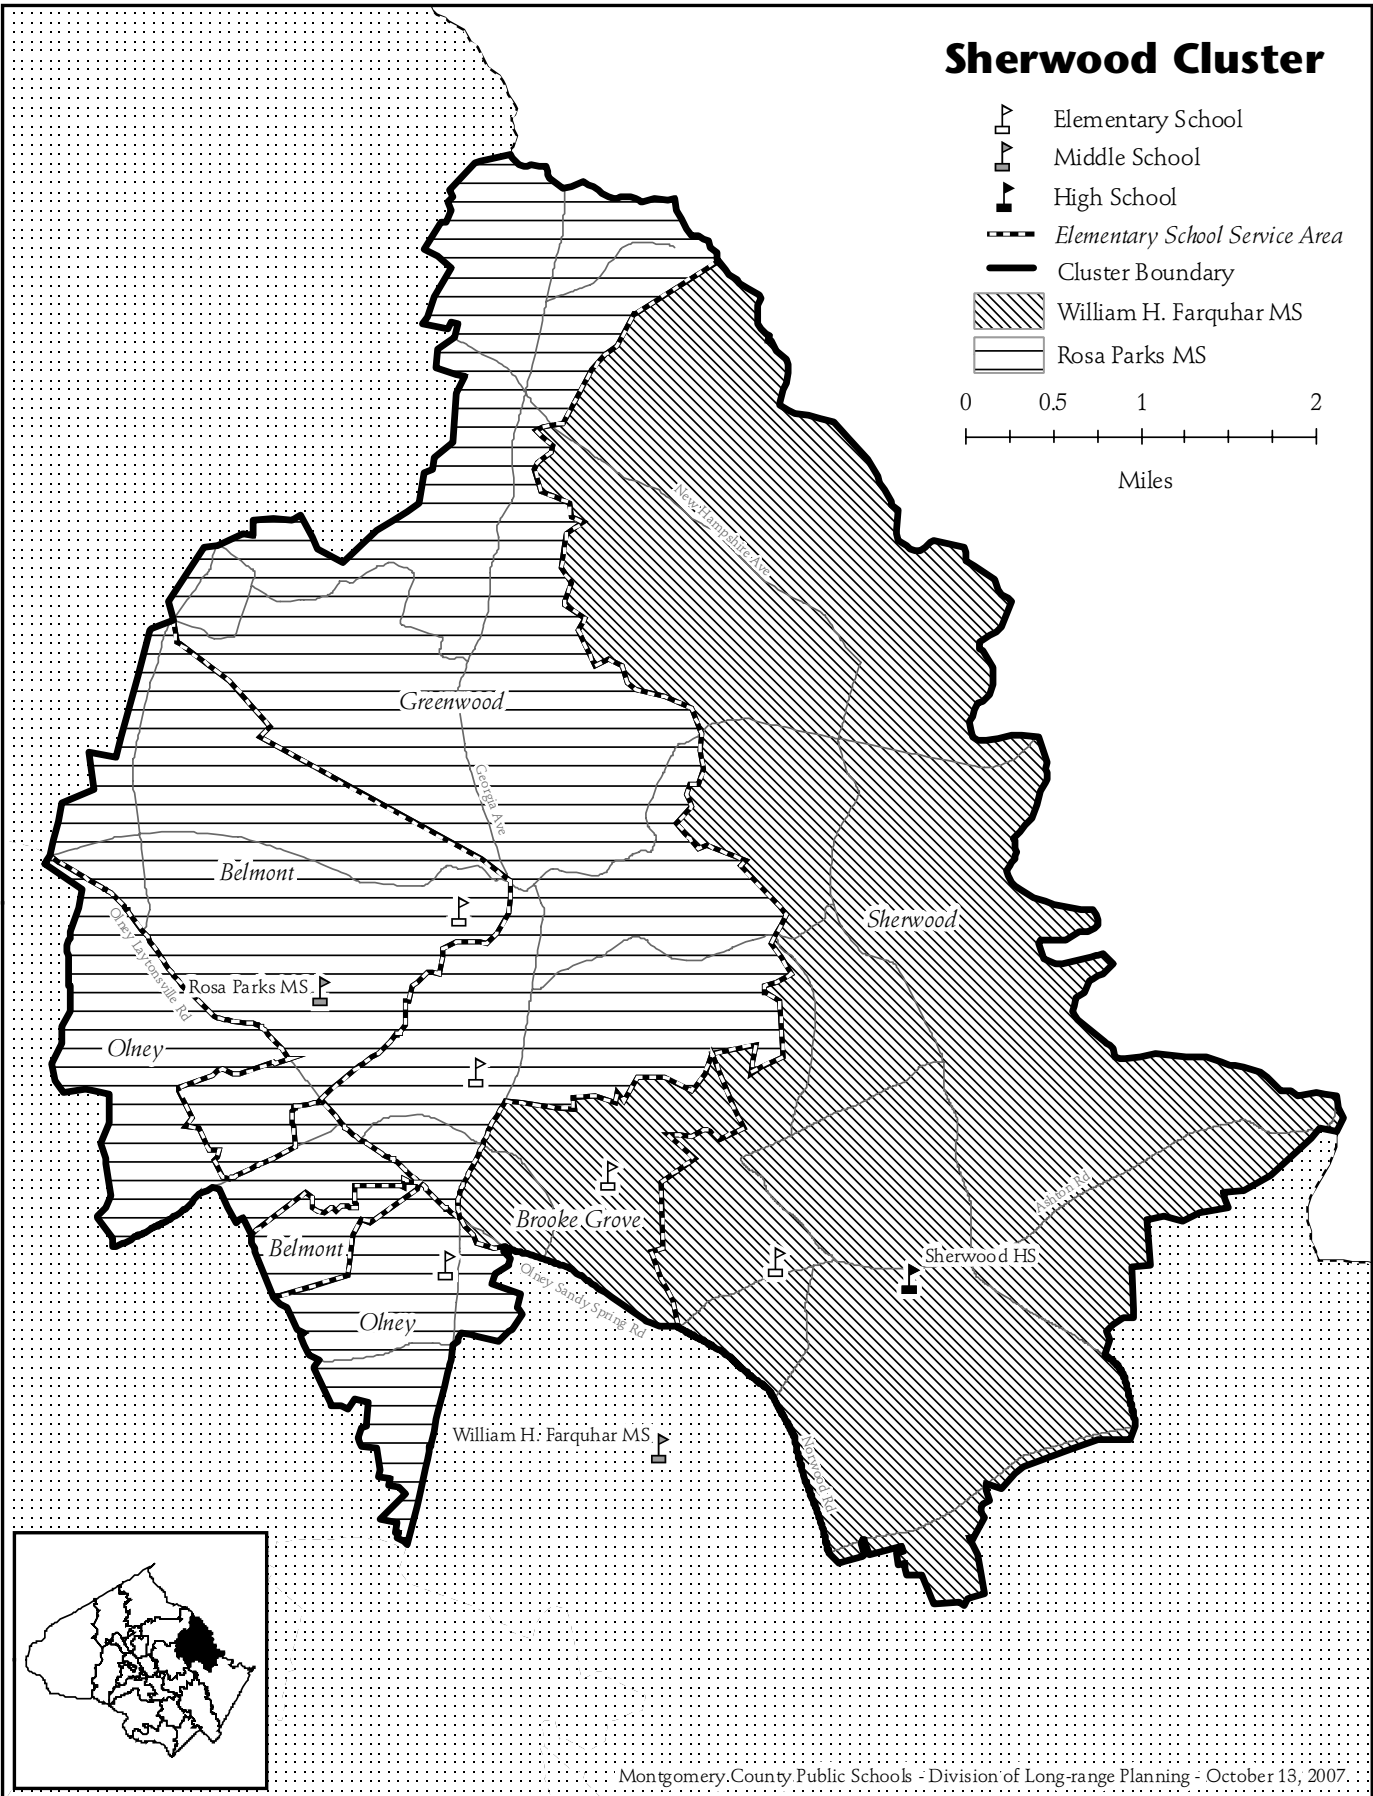 Sherwood Cluster
Elementary School
Middle School
High School
Elementary School Service Area
Cluster Boundary
William H. Farquhar MS
Rosa Parks MS
0 0.5 1 2
Miles
New Hampshire Ave
Greenwood
Georgia Ave
Belmont
Sherwood
Olney Laytonsville Rd
Rosa Parks MS
Olney
Ashton Rd
Brooke Grove
Belmont
Sherwood HS
Olney Sandy Spring Rd
Olney
William H. Farquhar MS
Norwood Rd
Montgomery County Public Schools - Division of Long-range Planning - October 13, 2007